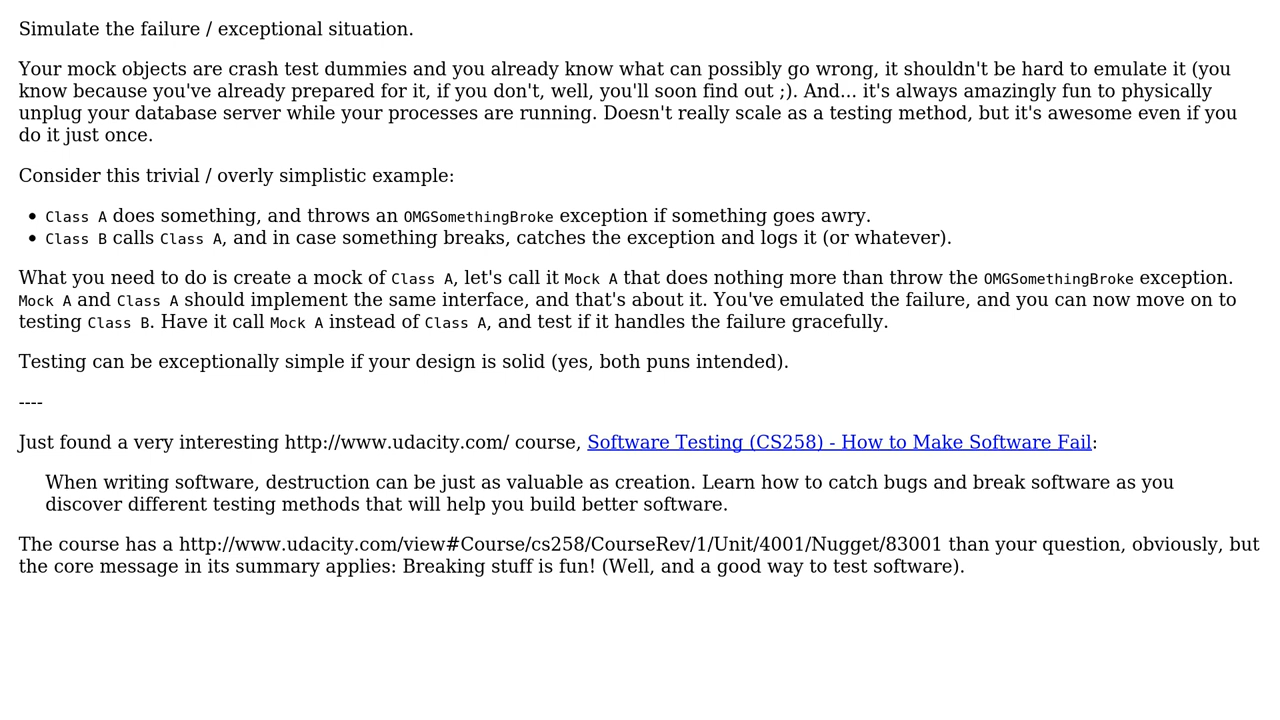 Simulate the failure / exceptional situation.
Your mock objects are crash test dummies and you already know what can possibly go wrong, it shouldn't be hard to emulate it (you
know because you've already prepared for it, if you don't, well, you'll soon find out ;). And... it's always amazingly fun to physically
unplug your database server while your processes are running. Doesn't really scale as a testing method, but it's awesome even if you
do it just once.
Consider this trivial / overly simplistic example:
• Class A does something, and throws an OMGSomethingBroke exception if something goes awry.
• Class B calls Class A, and in case something breaks, catches the exception and logs it (or whatever).
What you need to do is create a mock of Class A, let's call it Mock A that does nothing more than throw the OMGSomethingBroke exception.
Mock A and Class A should implement the same interface, and that's about it. You've emulated the failure, and you can now move on to
testing Class B. Have it call Mock A instead of Class A, and test if it handles the failure gracefully.
Testing can be exceptionally simple if your design is solid (yes, both puns intended).
----
Just found a very interesting http://www.udacity.com/ course, Software Testing (CS258) - How to Make Software Fail:
When writing software, destruction can be just as valuable as creation. Learn how to catch bugs and break software as you
discover different testing methods that will help you build better software.
The course has a http://www.udacity.com/view#Course/cs258/CourseRev/1/Unit/4001/Nugget/83001 than your question, obviously, but
the core message in its summary applies: Breaking stuff is fun! (Well, and a good way to test software).